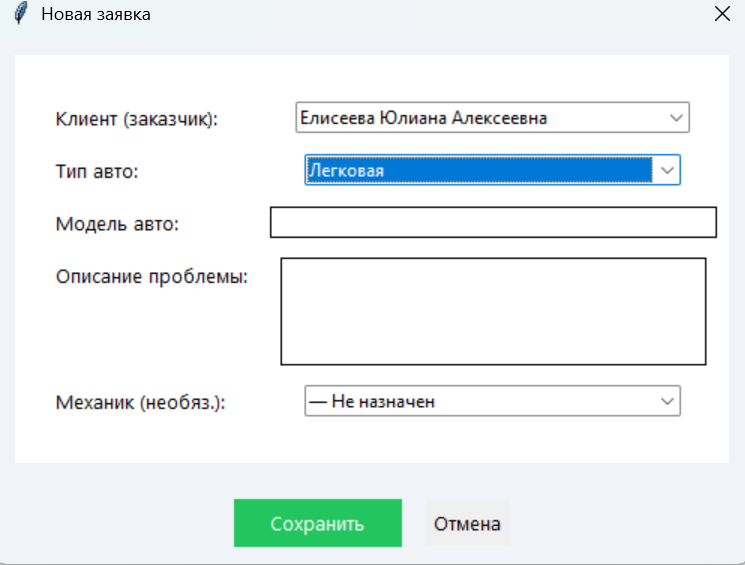 Новая заявка
Клиент (заказчик): Елисеева Юлиана Алексеевна
Тип авто: Легковая
Модель авто:
Описание проблемы:
Механик (необяз.): — Не назначен
Сохранить Отмена